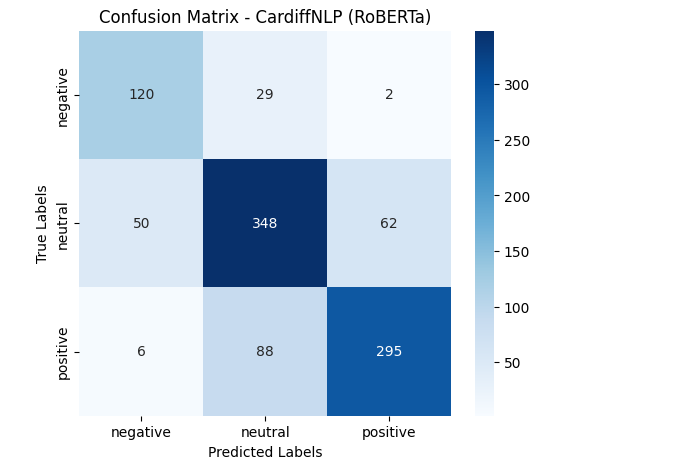 Confusion Matrix - CardiffNLP (RoBERTa)
True Labels
negative
120 29 2
neutral
50 348 62
positive
6 88 295
negative neutral positive
Predicted Labels
300
250
200
150
100
50